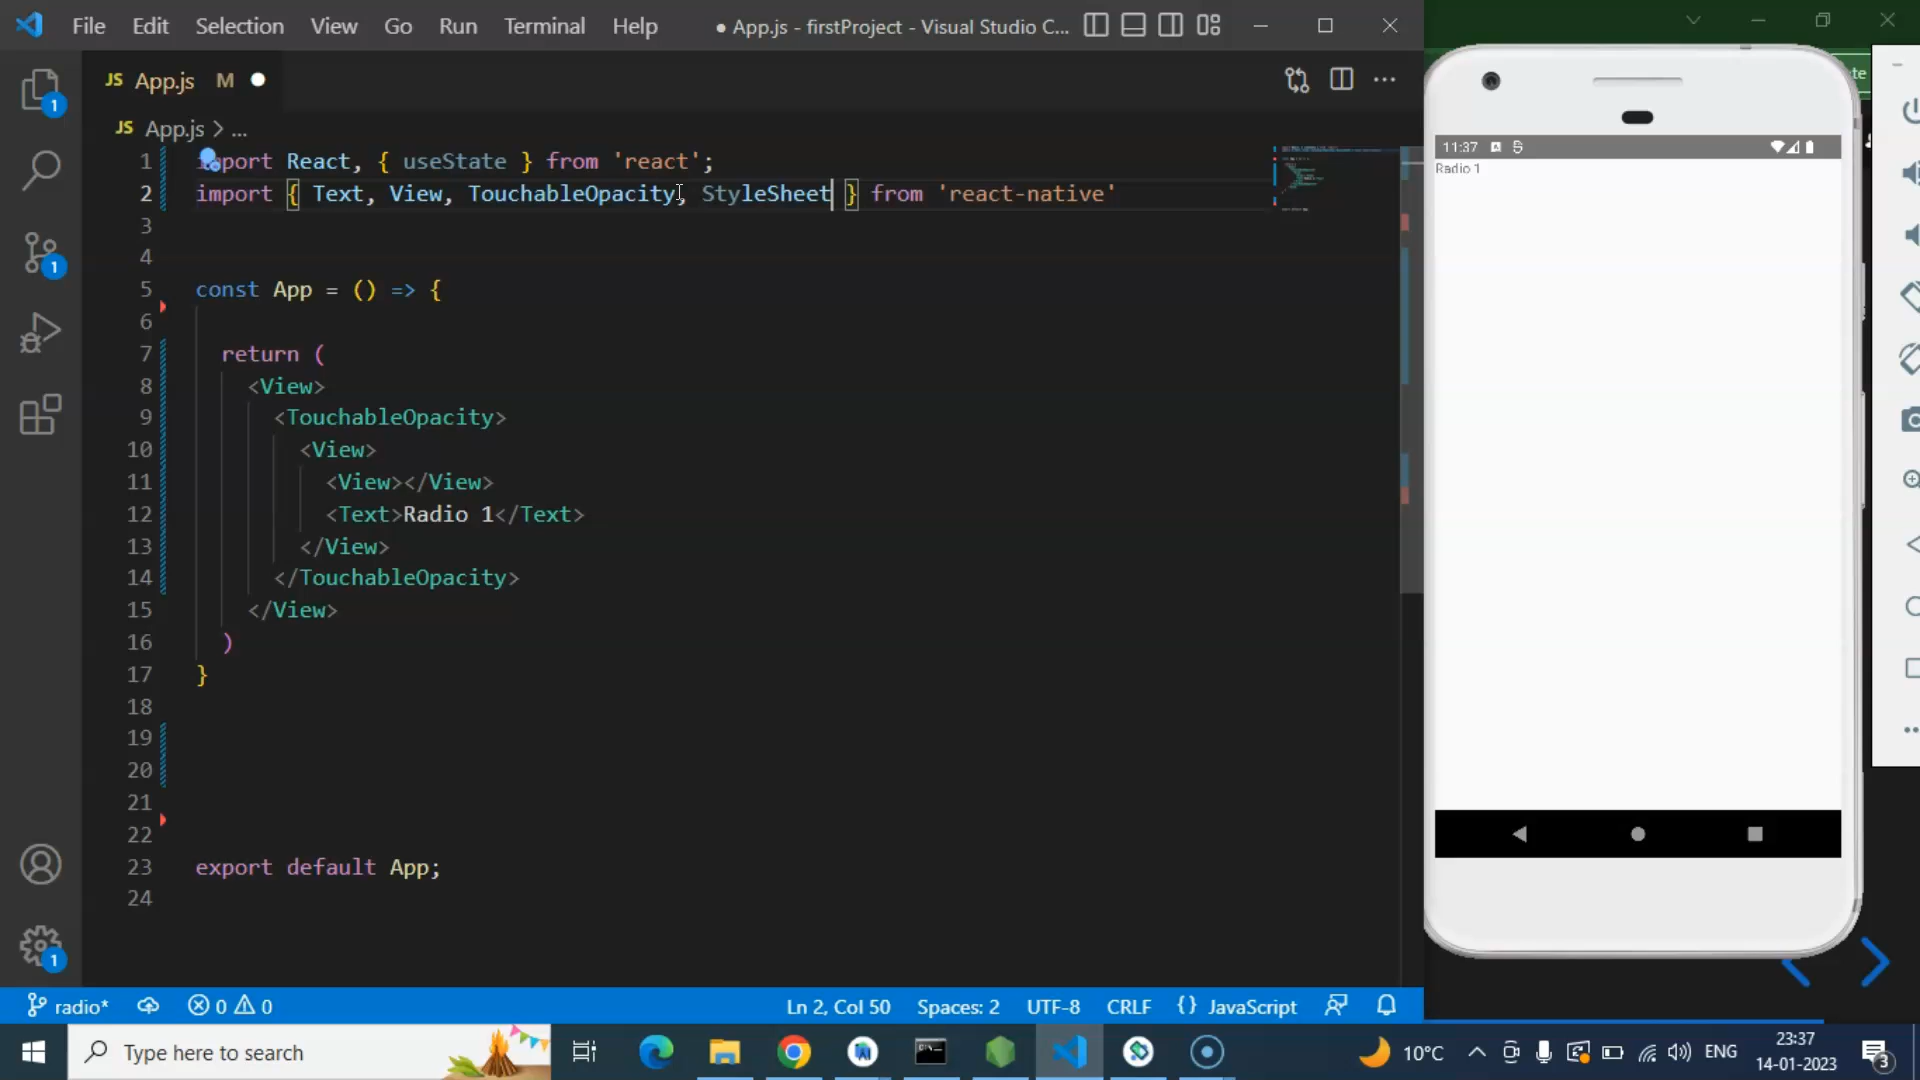 File Edit Selection View Go Run Terminal Help ● App.js - firstProject - Visual Studio C...
JS App.js M
JS App.js > ...
1 import React, { useState } from 'react';
2 import { Text, View, TouchableOpacity, StyleSheet } from 'react-native'
3
4
5 const App = () => {
6
7 return (
8 <View>
9 <TouchableOpacity>
10 <View>
11 <View></View>
12 <Text>Radio 1</Text>
13 </View>
14 </TouchableOpacity>
15 </View>
16 )
17 }
18
19
20
21
22
23 export default App;
24
1
1
1
radio* 0 0 Ln 2, Col 50 Spaces: 2 UTF-8 CRLF {} JavaScript
11:37
Radio 1
te
Type here to search
10°C ENG
23:37
14-01-2023
3